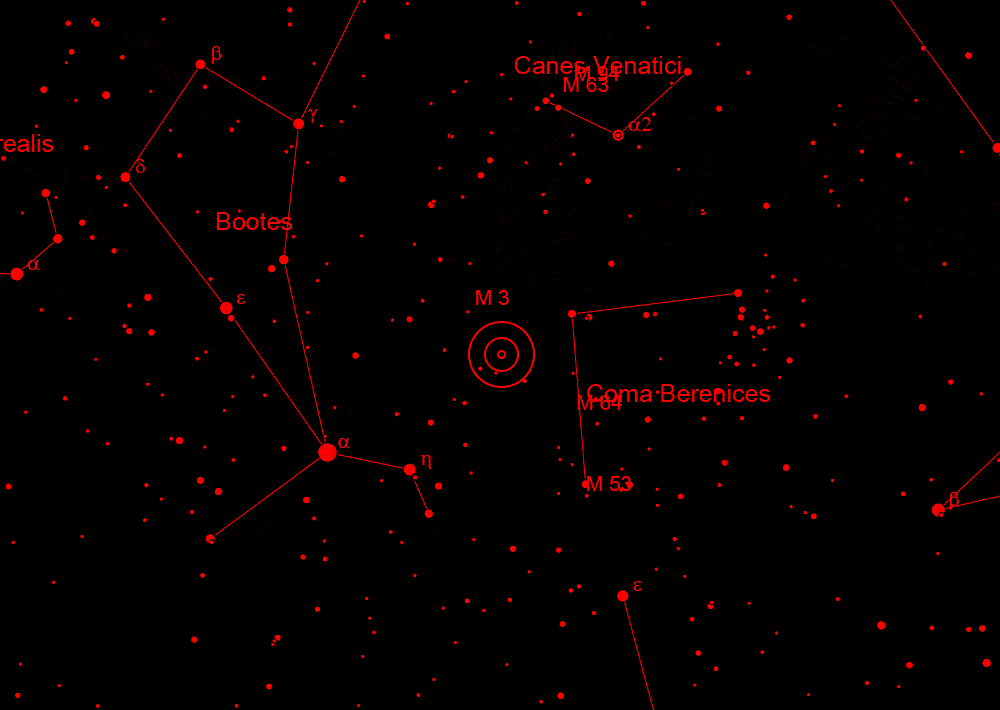 β
Canes Venatici
M 94
M 63
γ
α2
realis
δ
Bootes
α
ε
M 3
Coma Berenices
M 64
α
η
M 53
β
ε